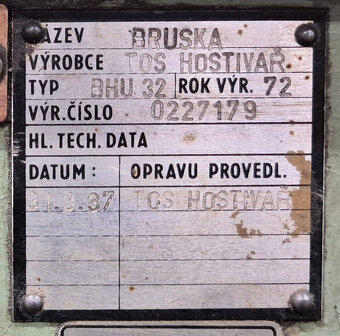 NÁZEV BRUSKA
VÝROBCE TOS HOSTIVAŘ
TYP BHU 32 ROK VÝR. 72
VÝR. ČÍSLO 0227179
HL. TECH. DATA
DATUM: OPRAVU PROVEDL.
TOS HOSTIVAŘ